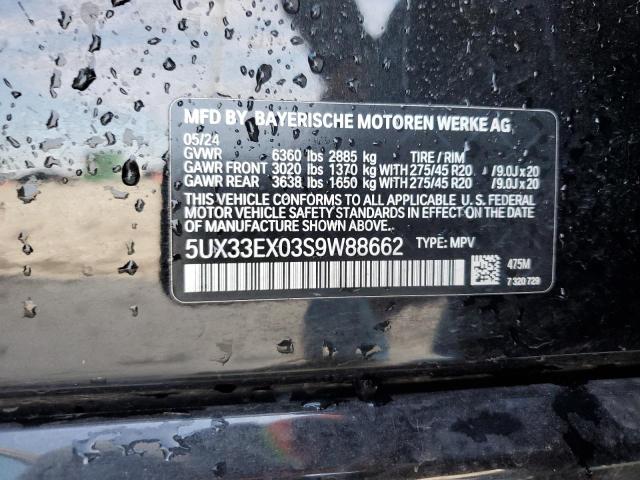 MFD BY BAYERISCHE MOTOREN WERKE AG
05/24
GVWR 6360 lbs 2885 kg TIRE / RIM
GAWR FRONT 3020 lbs 1370 kg WITH 275/45 R20 / 9.0J x 20
GAWR REAR 3638 lbs 1650 kg WITH 275/45 R20 / 9.0J x 20
THIS VEHICLE CONFORMS TO ALL APPLICABLE U. S. FEDERAL
MOTOR VEHICLE SAFETY STANDARDS IN EFFECT ON THE DATE
OF MANUFACTURE SHOWN ABOVE.
5UX33EX03S9W88662 TYPE: MPV
475M
7 320 729